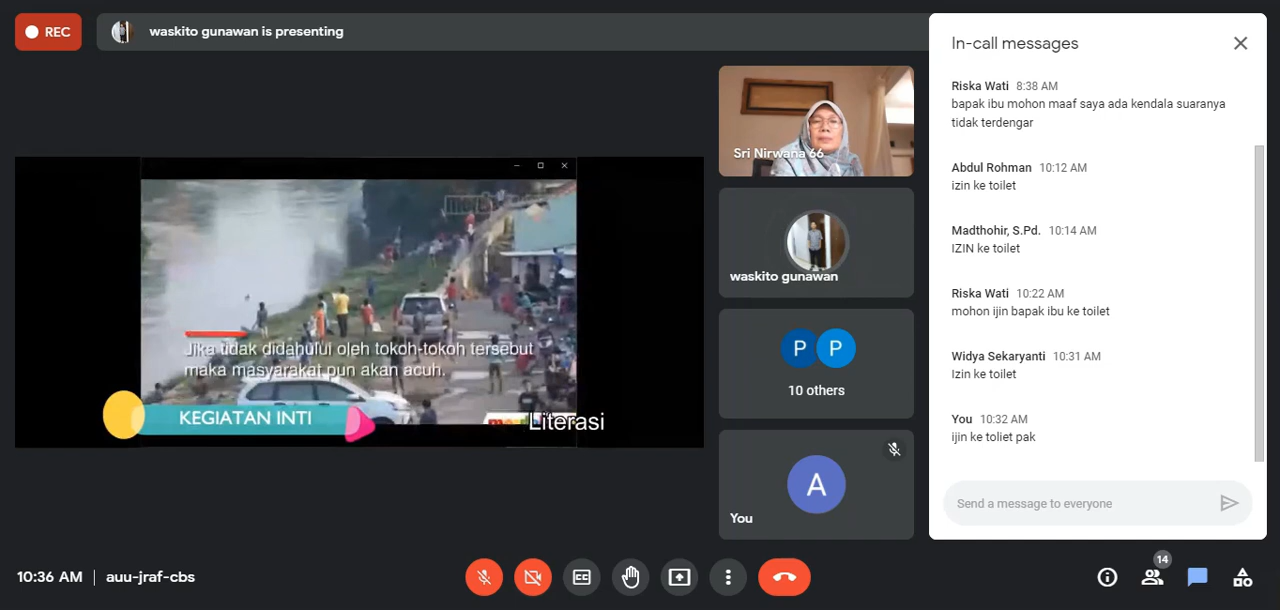 REC
waskito gunawan is presenting
Jika tidak didahului oleh tokoh-tokoh tersebut
maka masyarakat pun akan acuh.
KEGIATAN INTI
Literasi
Sri Nirwana 66
waskito gunawan
P
P
10 others
A
You
In-call messages
Riska Wati 8:38 AM
bapak ibu mohon maaf saya ada kendala suaranya
tidak terdengar
Abdul Rohman 10:12 AM
izin ke toilet
Madthohir, S.Pd. 10:14 AM
IZIN ke toilet
Riska Wati 10:22 AM
mohon ijin bapak ibu ke toilet
Widya Sekaryanti 10:31 AM
Izin ke toilet
You 10:32 AM
ijin ke toliet pak
Send a message to everyone
10:36 AM | auu-jraf-cbs
CC
14